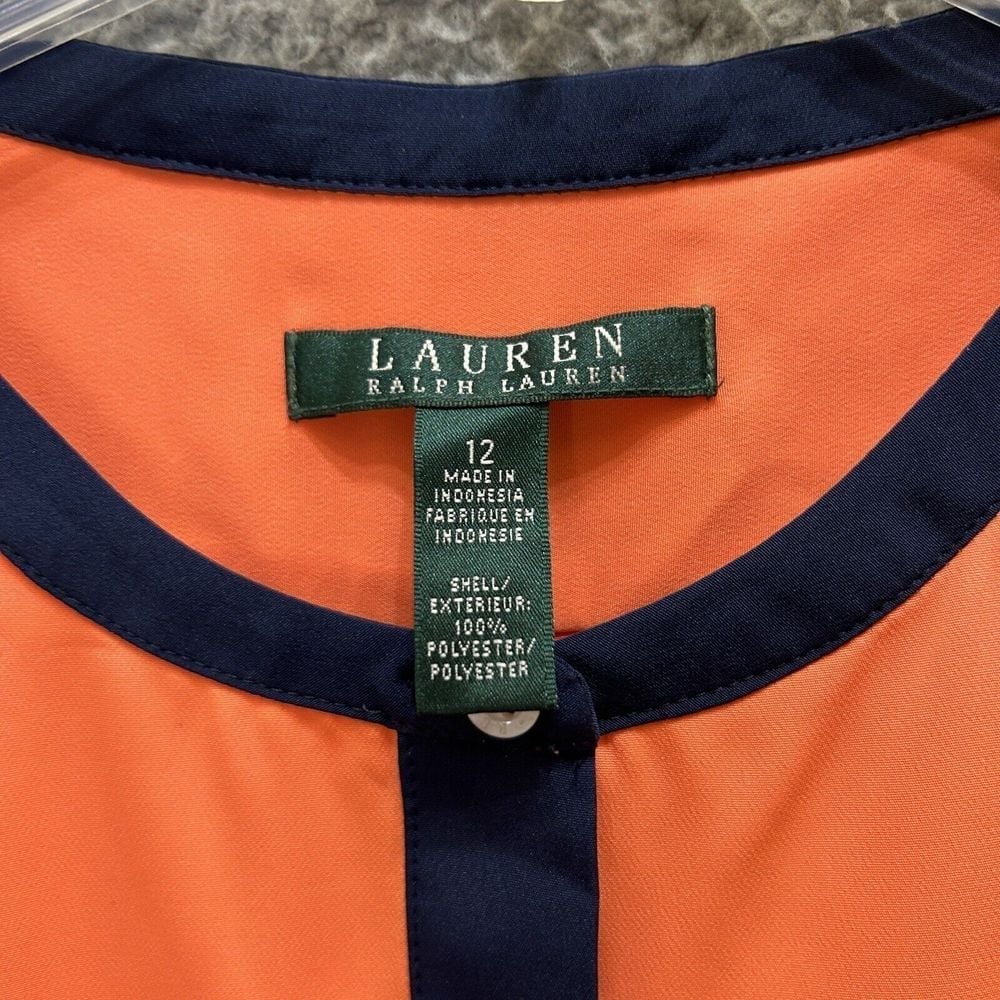 LAUREN
RALPH LAUREN
12
MADE IN
INDONESIA
FABRIQUE EN
INDONESIE
SHELL/
EXTERIEUR:
100%
POLYESTER/
POLYESTER